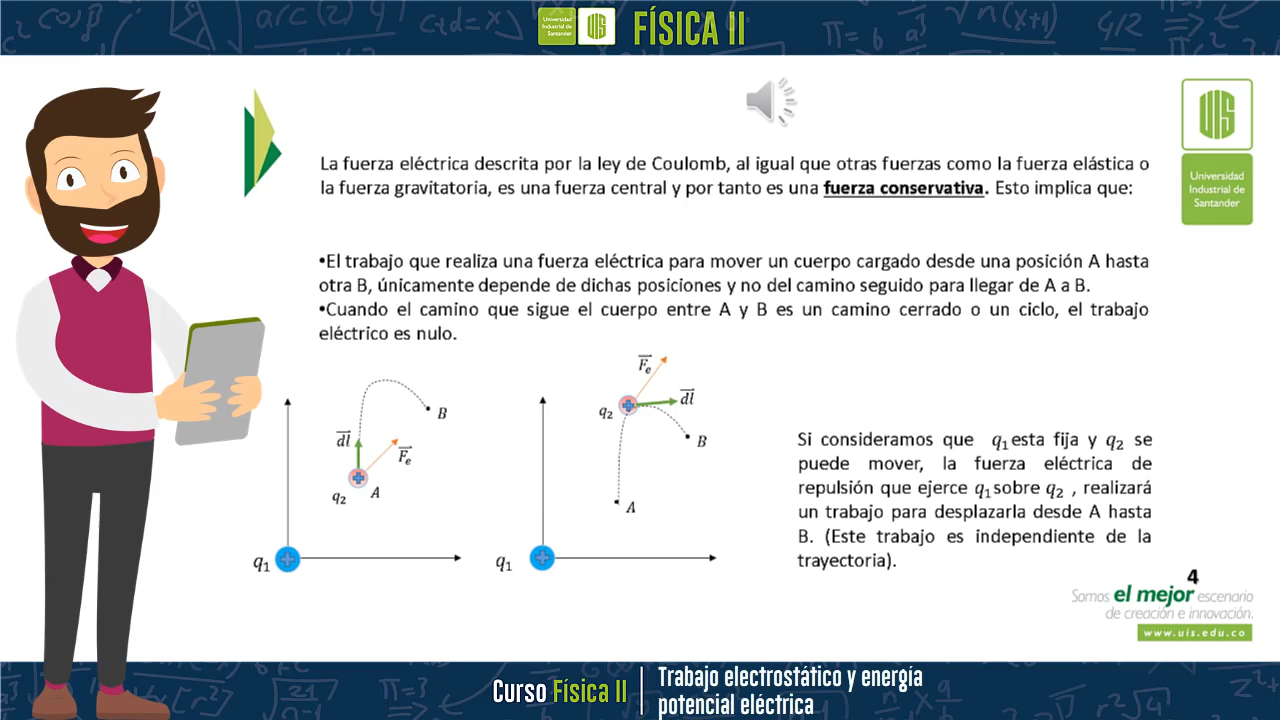 Universidad
Industrial de
Santander
UIS
FÍSICA II
UIS
Universidad
Industrial de
Santander
La fuerza eléctrica descrita por la ley de Coulomb, al igual que otras fuerzas como la fuerza elástica o
la fuerza gravitatoria, es una fuerza central y por tanto es una fuerza conservativa. Esto implica que:
•El trabajo que realiza una fuerza eléctrica para mover un cuerpo cargado desde una posición A hasta
otra B, únicamente depende de dichas posiciones y no del camino seguido para llegar de A a B.
•Cuando el camino que sigue el cuerpo entre A y B es un camino cerrado o un ciclo, el trabajo
eléctrico es nulo.
B
dl
Fe
q2
A
q1
Fe
dl
q2
B
A
q1
Si consideramos que q1 esta fija y q2 se
puede mover, la fuerza eléctrica de
repulsión que ejerce q1 sobre q2 , realizará
un trabajo para desplazarla desde A hasta
B. (Este trabajo es independiente de la
trayectoria).
4
Somos el mejor escenario
de creación e innovación.
www.uis.edu.co
Curso Física II
Trabajo electrostático y energía
potencial eléctrica